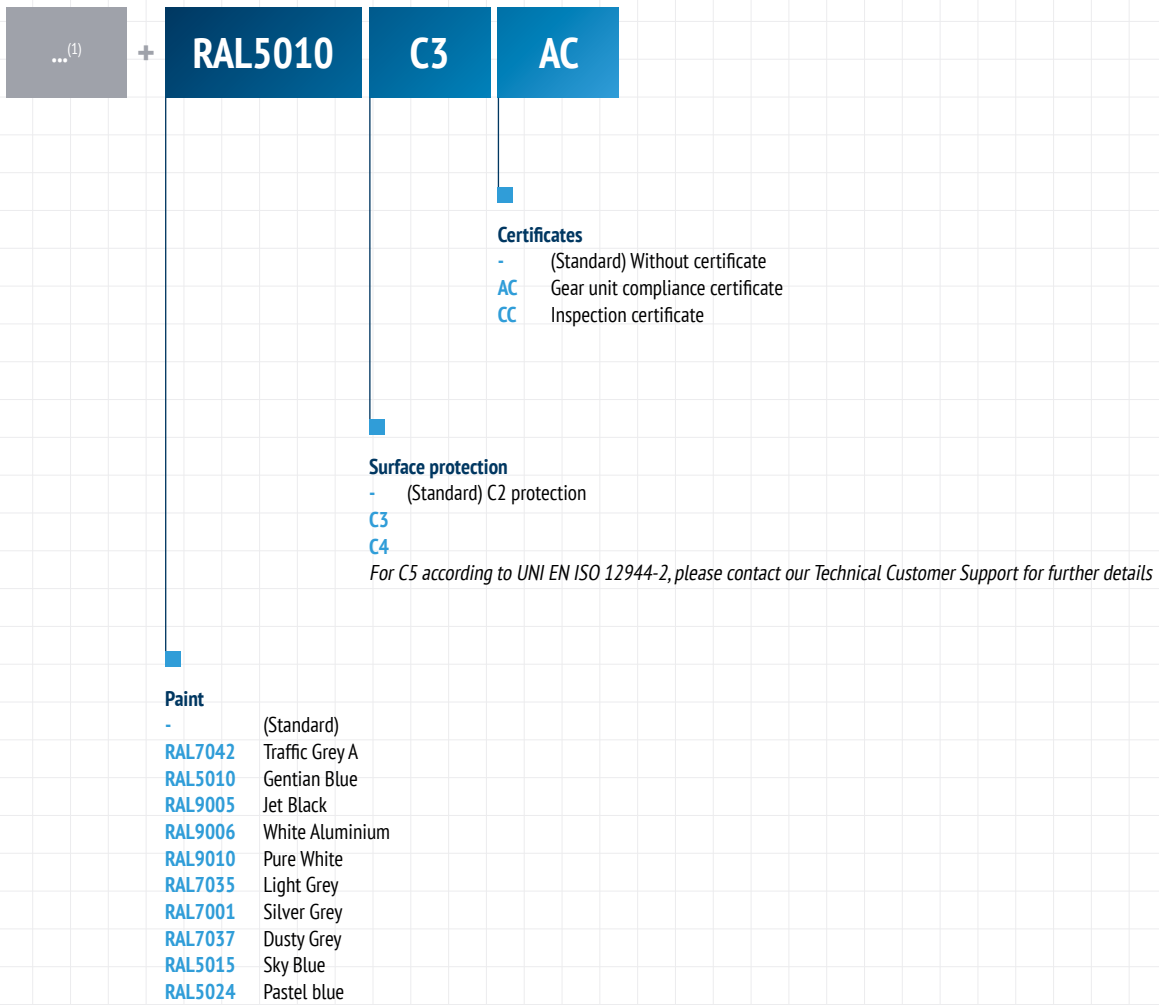 ...(1) + RAL5010 C3 AC
Certificates
- (Standard) Without certificate
AC Gear unit compliance certificate
CC Inspection certificate
Surface protection
- (Standard) C2 protection
C3
C4
For C5 according to UNI EN ISO 12944-2, please contact our Technical Customer Support for further details
Paint
- (Standard)
RAL7042 Traffic Grey A
RAL5010 Gentian Blue
RAL9005 Jet Black
RAL9006 White Aluminium
RAL9010 Pure White
RAL7035 Light Grey
RAL7001 Silver Grey
RAL7037 Dusty Grey
RAL5015 Sky Blue
RAL5024 Pastel blue